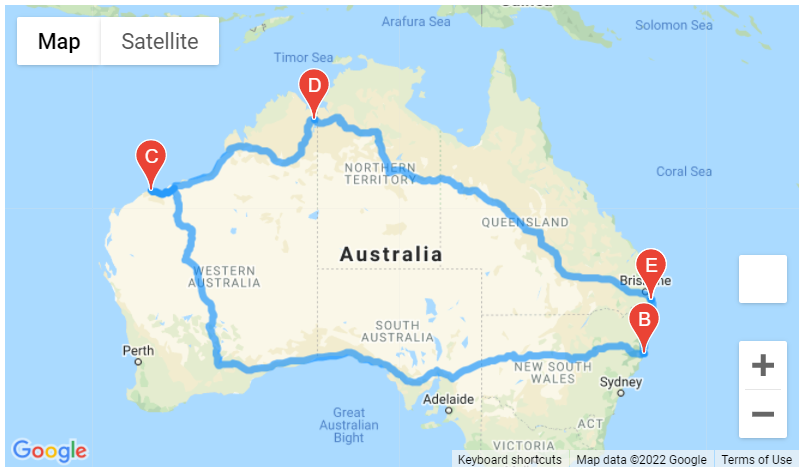 Guinea
Arafura Sea
Solomon Sea
Map
Satellite
Timor Sea
D
C
Coral Sea
NORTHERN
TERRITORY
QUEENSLAND
Australia
E
WESTERN
AUSTRALIA
Brisbane
B
SOUTH
AUSTRALIA
Perth
NEW SOUTH
WALES
Sydney
Adelaide
Great
Australian
Bight
ACT
VICTORIA
Google
Keyboard shortcuts
Map data ©2022 Google
Terms of Use